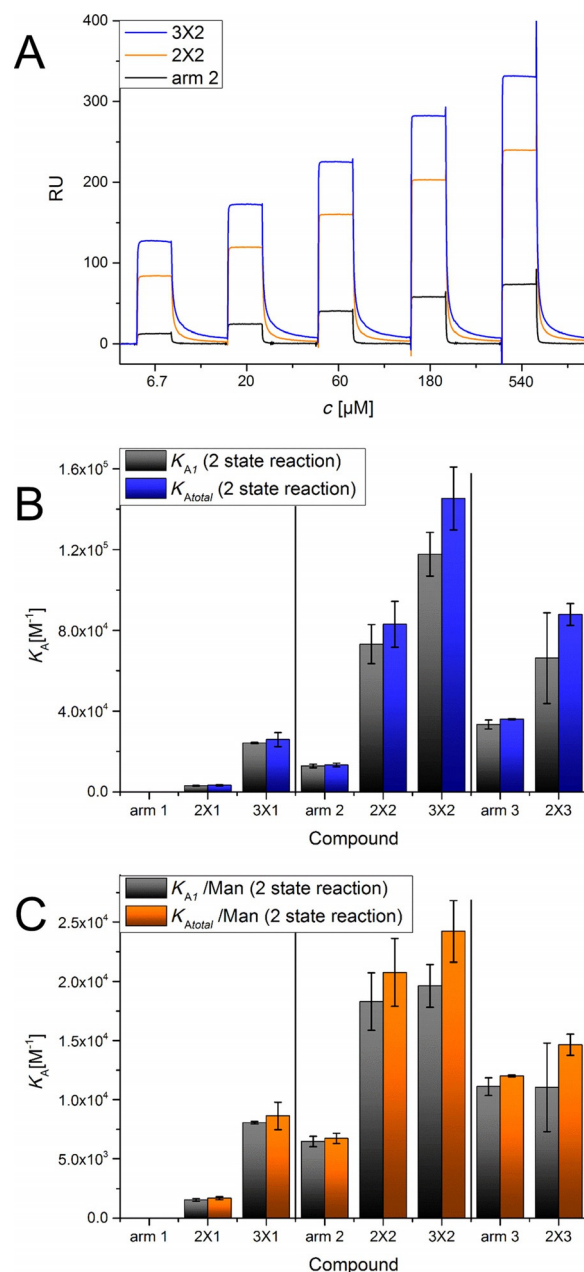 A
3X2
2X2
arm 2
400
300
200
100
0
RU
6.7 20 60 180 540
c [µM]
B
K_A1 (2 state reaction)
K_Atotal (2 state reaction)
1.6x10^5
1.2x10^5
8.0x10^4
4.0x10^4
0.0
K_A[M^-1]
arm 1 2X1 3X1 arm 2 2X2 3X2 arm 3 2X3
Compound
C
K_A1 /Man (2 state reaction)
K_Atotal /Man (2 state reaction)
2.5x10^4
2.0x10^4
1.5x10^4
1.0x10^4
5.0x10^3
0.0
K_A[M^-1]
arm 1 2X1 3X1 arm 2 2X2 3X2 arm 3 2X3
Compound